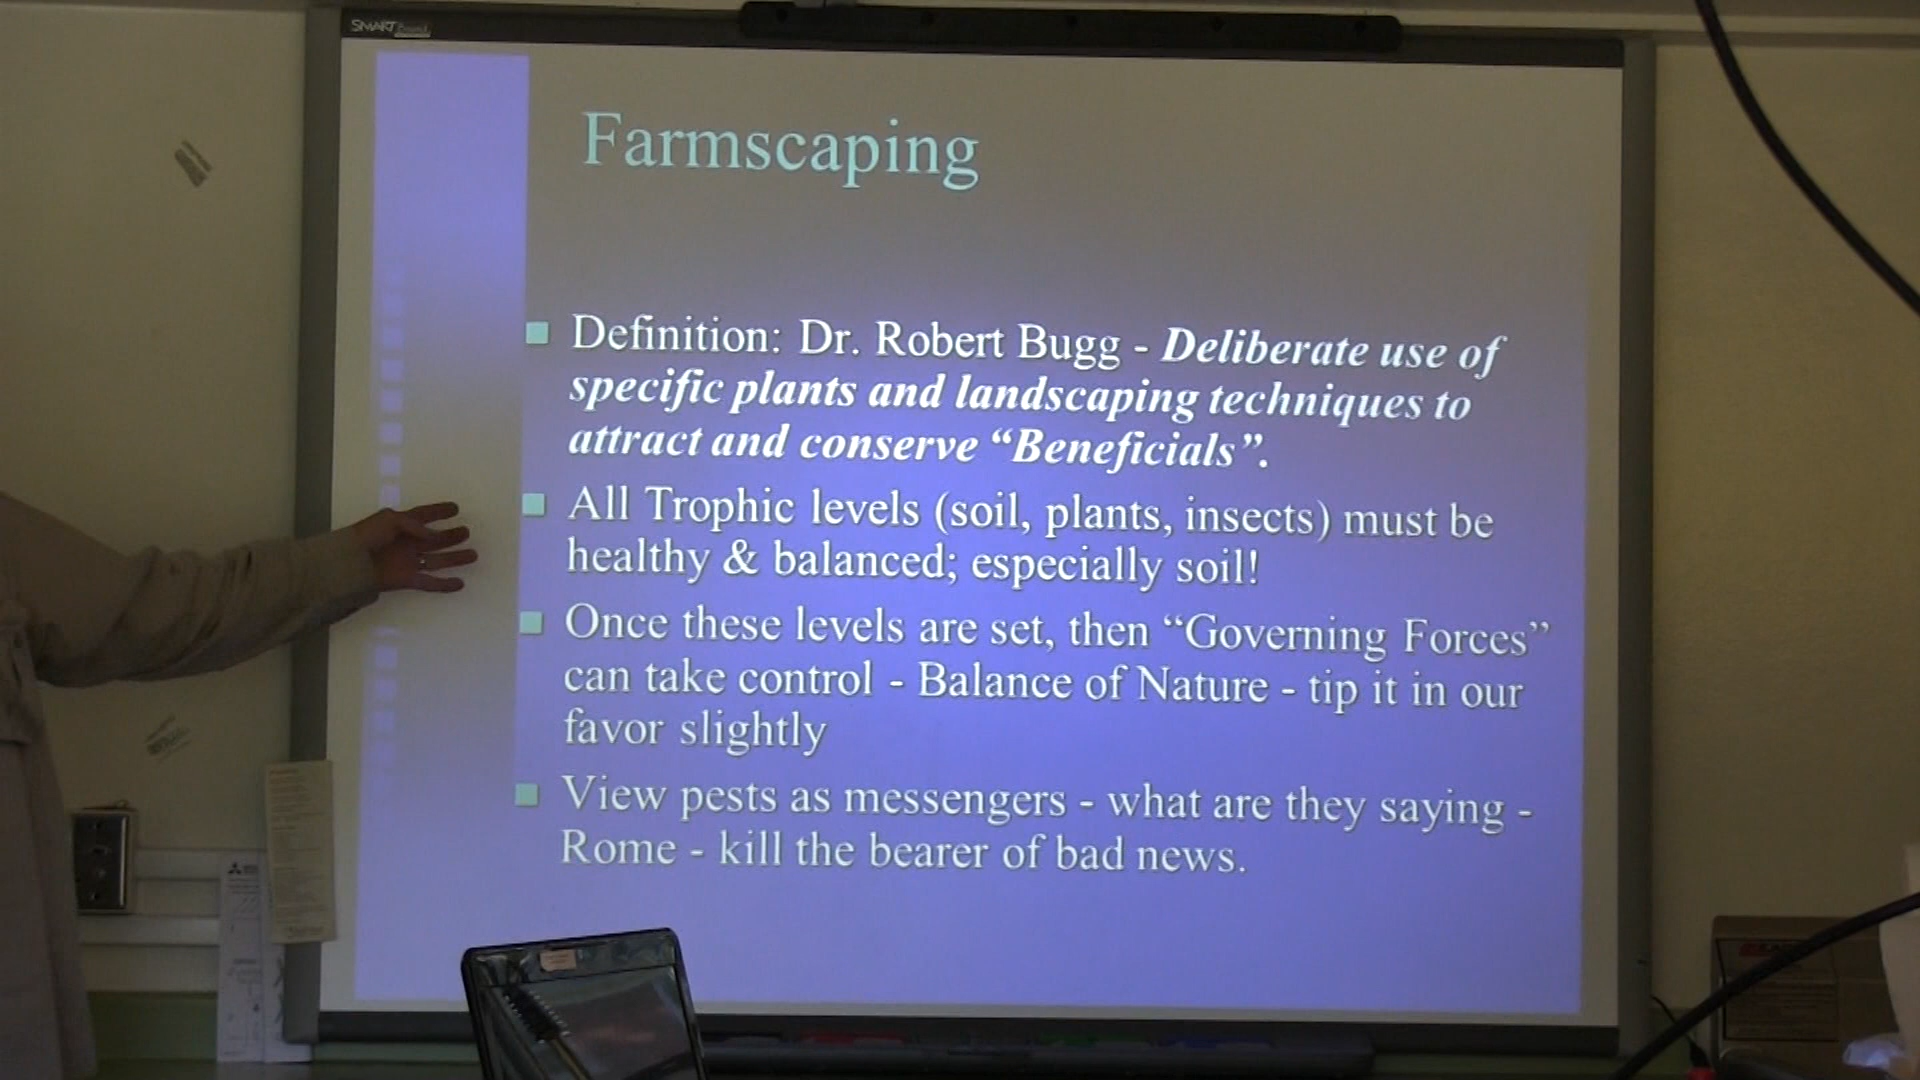 SMART
Farmscaping
Definition: Dr. Robert Bugg - Deliberate use of
specific plants and landscaping techniques to
attract and conserve “Beneficials”.
All Trophic levels (soil, plants, insects) must be
healthy & balanced; especially soil!
Once these levels are set, then “Governing Forces”
can take control - Balance of Nature - tip it in our
favor slightly
View pests as messengers - what are they saying -
Rome - kill the bearer of bad news.